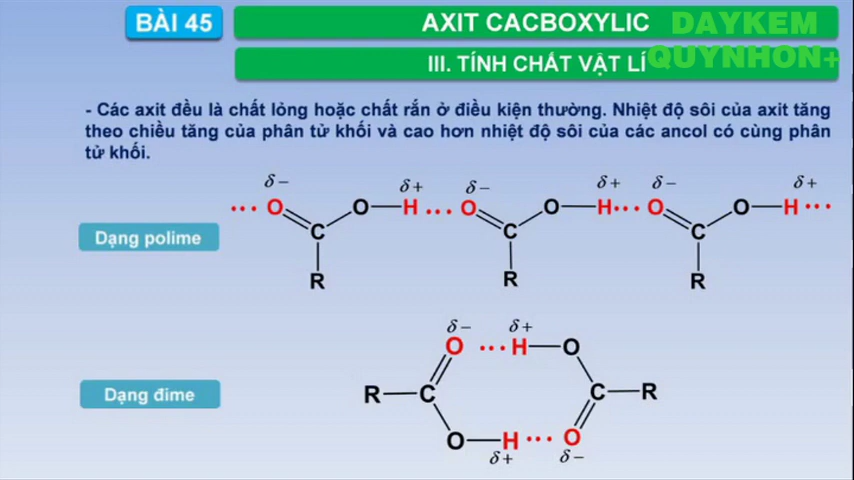 BÀI 45
AXIT CACBOXYLIC
DAYKEM
III. TÍNH CHẤT VẬT LÍ
QUYNHON+
- Các axit đều là chất lỏng hoặc chất rắn ở điều kiện thường. Nhiệt độ sôi của axit tăng
theo chiều tăng của phân tử khối và cao hơn nhiệt độ sôi của các ancol có cùng phân
tử khối.
δ− δ+ δ− δ+ δ− δ+
··· O O H ··· O O H ··· O O H ···
Dạng polime
C C C
R R R
δ− δ+
O ··· H O
Dạng đime
R C C R
O H ··· O
δ+ δ−